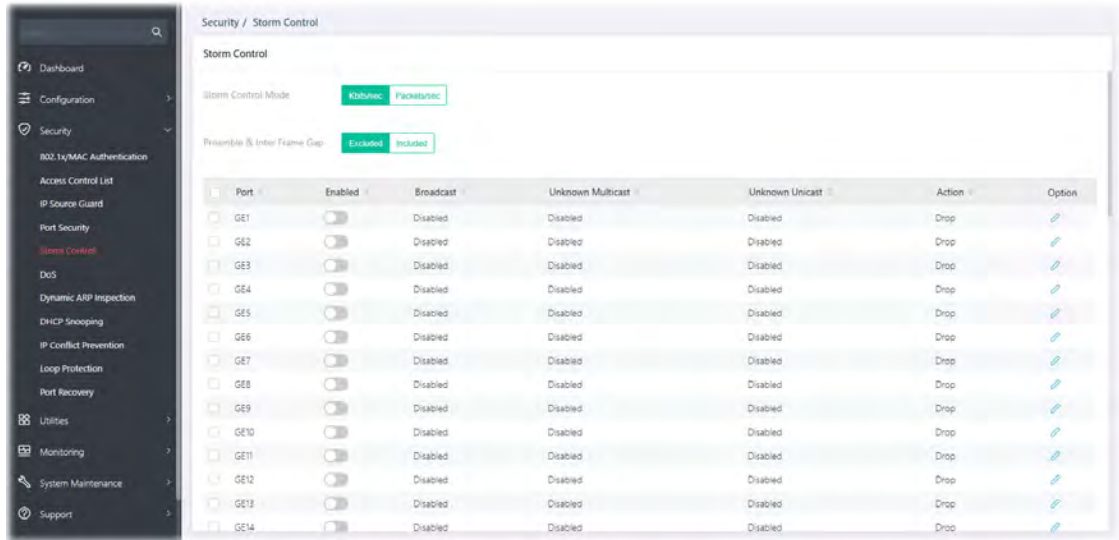 Security / Storm Control
Storm Control
Dashboard
Configuration
Security
802.1x/MAC Authentication
Access Control List
IP Source Guard
Port Security
Storm Control
DoS
Dynamic ARP Inspection
DHCP Snooping
IP Conflict Prevention
Loop Protection
Port Recovery
Utilities
Monitoring
System Maintenance
Support
Storm Control Mode Kbits/sec Packets/sec
Preamble & Inter Frame Gap Excluded Included
Port Enabled Broadcast Unknown Multicast Unknown Unicast Action Option
GE1 Disabled Disabled Disabled Drop
GE2 Disabled Disabled Disabled Drop
GE3 Disabled Disabled Disabled Drop
GE4 Disabled Disabled Disabled Drop
GE5 Disabled Disabled Disabled Drop
GE6 Disabled Disabled Disabled Drop
GE7 Disabled Disabled Disabled Drop
GE8 Disabled Disabled Disabled Drop
GE9 Disabled Disabled Disabled Drop
GE10 Disabled Disabled Disabled Drop
GE11 Disabled Disabled Disabled Drop
GE12 Disabled Disabled Disabled Drop
GE13 Disabled Disabled Disabled Drop
GE14 Disabled Disabled Disabled Drop